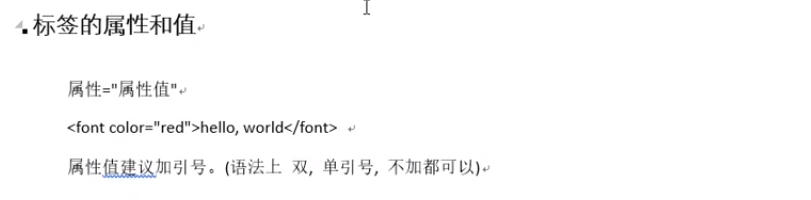 标签的属性和值
属性="属性值"
<font color="red">hello, world</font>
属性值建议加引号。(语法上 双, 单引号, 不加都可以)